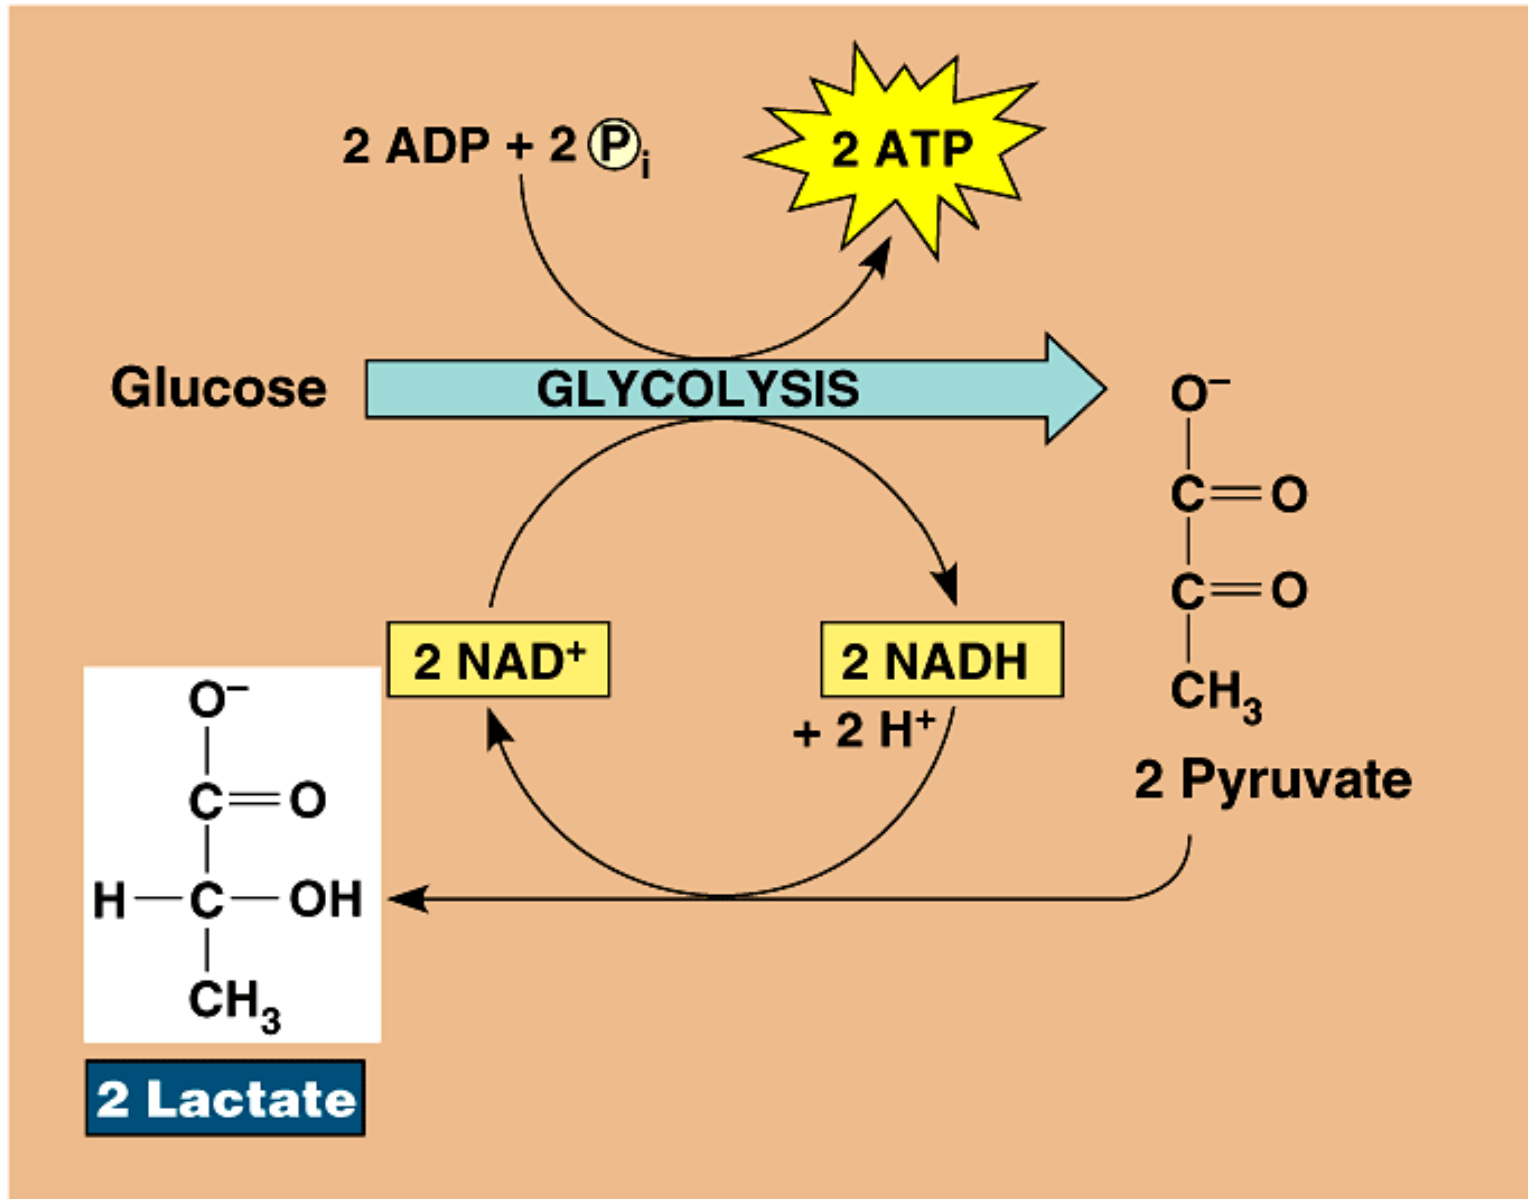 2 ADP + 2 Pi
2 ATP
Glucose
GLYCOLYSIS
O⁻
C=O
C=O
CH₃
2 Pyruvate
2 NAD⁺
2 NADH
+ 2 H⁺
O⁻
C=O
H—C—OH
CH₃
2 Lactate